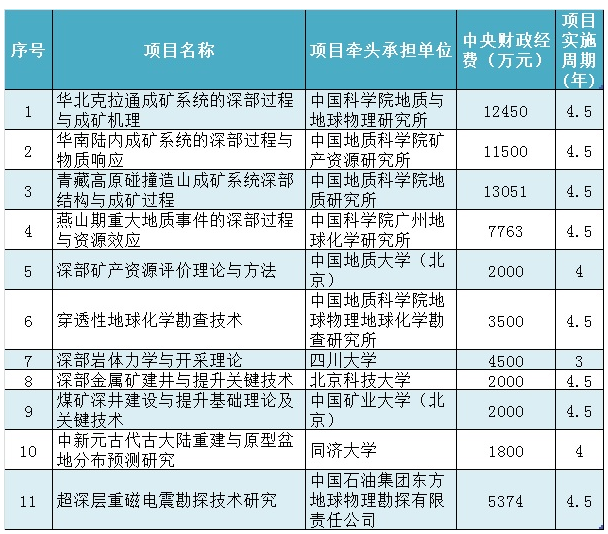 序号 项目名称 项目牵头承担单位 中央财政经费（万元） 项目实施周期(年)
1 华北克拉通成矿系统的深部过程与成矿机理 中国科学院地质与地球物理研究所 12450 4.5
2 华南陆内成矿系统的深部过程与物质响应 中国地质科学院矿产资源研究所 11500 4.5
3 青藏高原碰撞造山成矿系统深部结构与成矿过程 中国地质科学院地质研究所 13051 4.5
4 燕山期重大地质事件的深部过程与资源效应 中国科学院广州地球化学研究所 7763 4.5
5 深部矿产资源评价理论与方法 中国地质大学（北京） 2000 4
6 穿透性地球化学勘查技术 中国地质科学院地球物理地球化学勘查研究所 3500 4.5
7 深部岩体力学与开采理论 四川大学 4500 3
8 深部金属矿建井与提升关键技术 北京科技大学 2000 4.5
9 煤矿深井建设与提升基础理论及关键技术 中国矿业大学（北京） 2000 4.5
10 中新元古代古大陆重建与原型盆地分布预测研究 同济大学 1800 4
11 超深层重磁电震勘探技术研究 中国石油集团东方地球物理勘探有限责任公司 5374 4.5